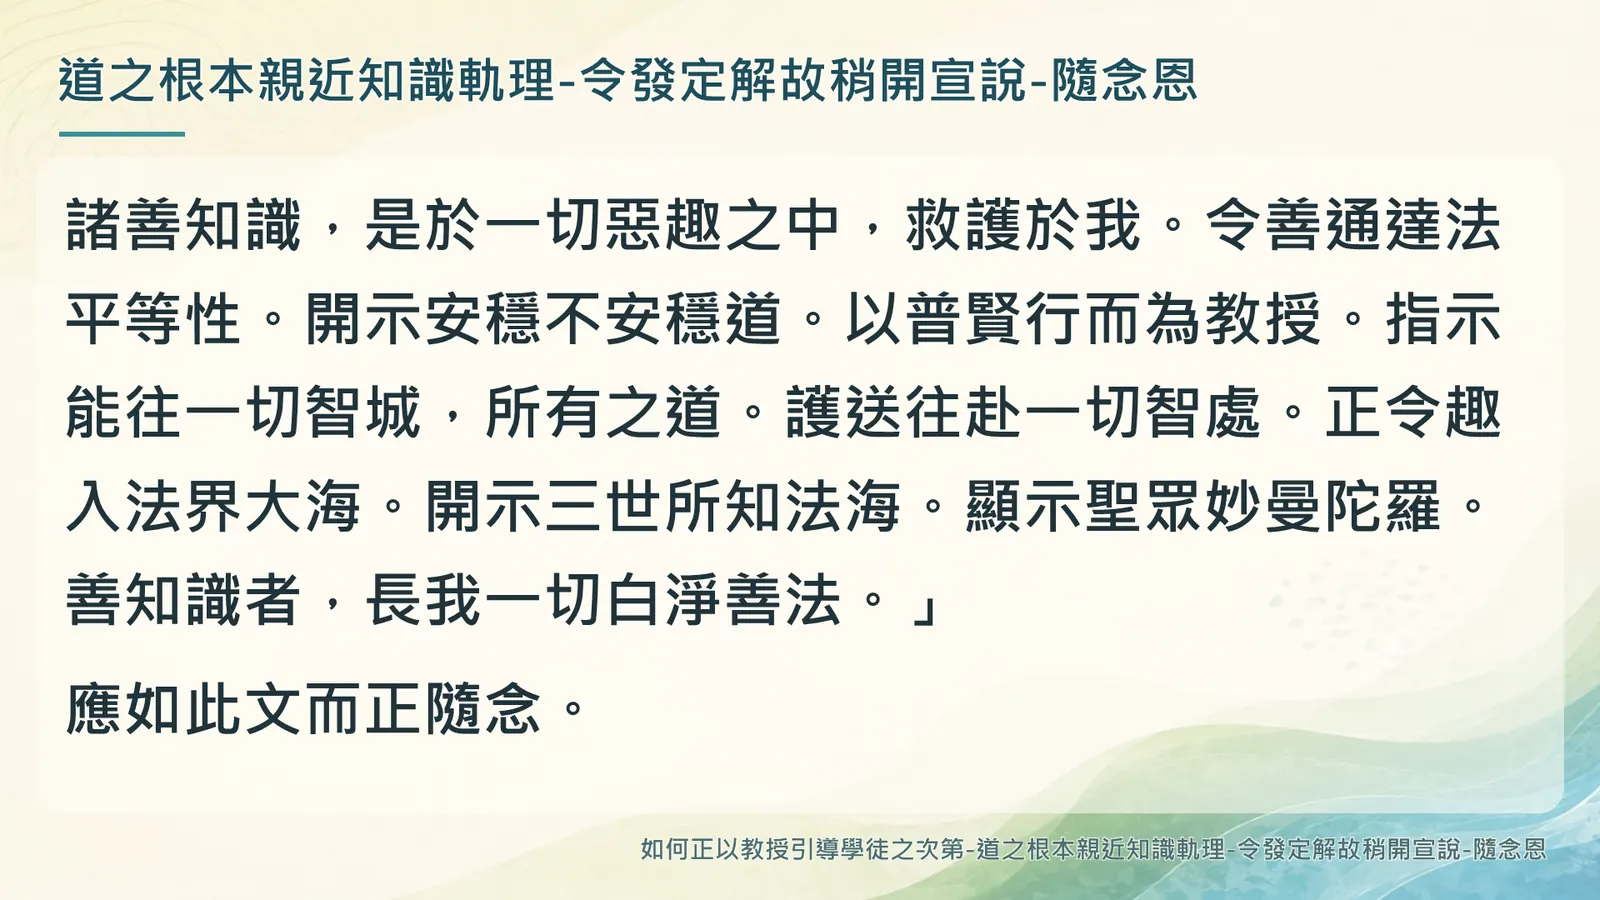 道之根本親近知識軌理-令發定解故稍開宣說-隨念恩
諸善知識，是於一切惡趣之中，救護於我。令善通達法
平等性。開示安穩不安穩道。以普賢行而為教授。指示
能往一切智城，所有之道。護送往赴一切智處。正令趣
入法界大海。開示三世所知法海。顯示聖眾妙曼陀羅。
善知識者，長我一切白淨善法。」
應如此文而正隨念。
如何正以教授引導學徒之次第-道之根本親近知識軌理-令發定解故稍開宣說-隨念恩